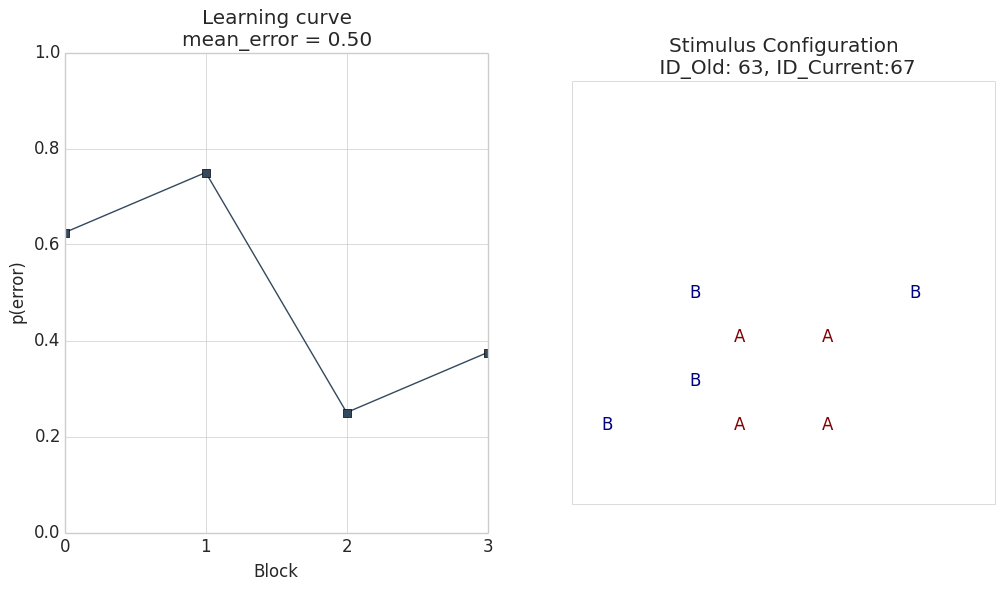 Learning curve
mean_error = 0.50
1.0
0.8
0.6
0.4
0.2
0.0
p(error)
0 1 2 3
Block
Stimulus Configuration
ID_Old: 63, ID_Current:67
B B
A A
B
B A A